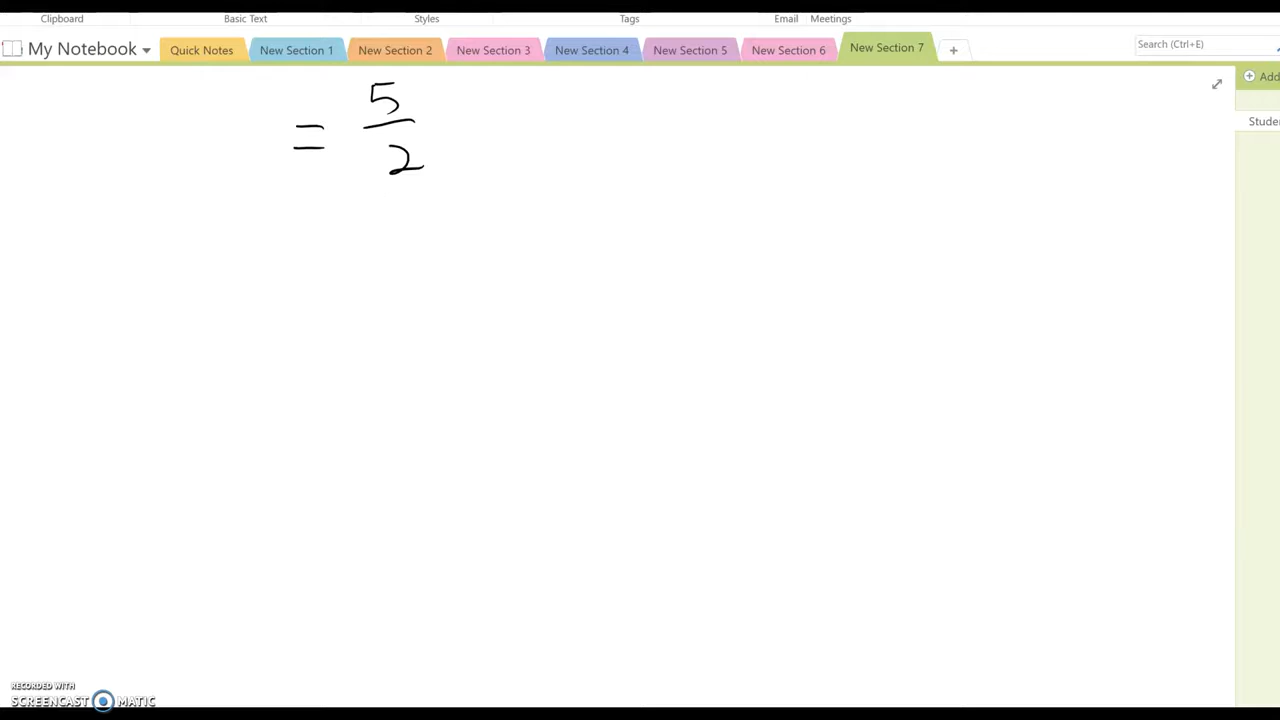 Clipboard Basic Text Styles Tags Email Meetings
My Notebook Quick Notes New Section 1 New Section 2 New Section 3 New Section 4 New Section 5 New Section 6 New Section 7 + Search (Ctrl+E)
Add
Stude
= 5/2
RECORDED WITH
SCREENCAST MATIC